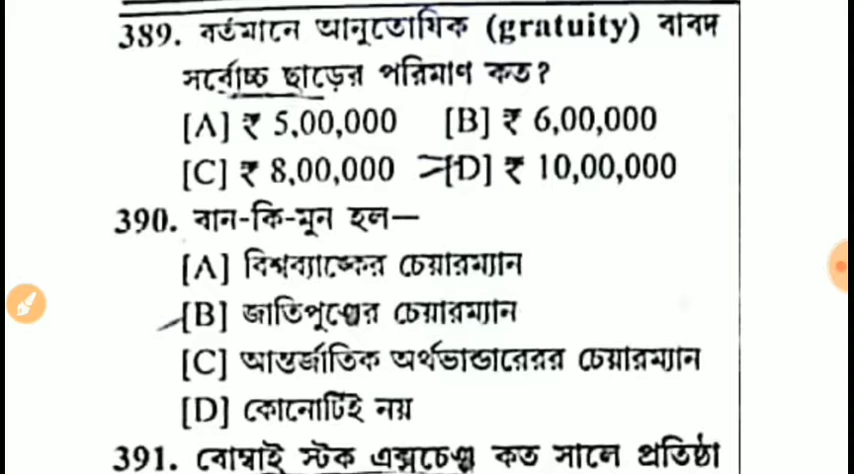 389. বর্তমানে আনুতোষিক (gratuity) বাবদ
সর্বোচ্চ ছাড়ের পরিমাণ কত?
[A] ₹ 5,00,000 [B] ₹ 6,00,000
[C] ₹ 8,00,000 [D] ₹ 10,00,000
390. বান-কি-মুন হল—
[A] বিশ্বব্যাঙ্কের চেয়ারম্যান
[B] জাতিপুঞ্জের চেয়ারম্যান
[C] আন্তর্জাতিক অর্থভান্ডারেরর চেয়ারম্যান
[D] কোনোটিই নয়
391. বোম্বাই স্টক এক্সচেঞ্জ কত সালে প্রতিষ্ঠা